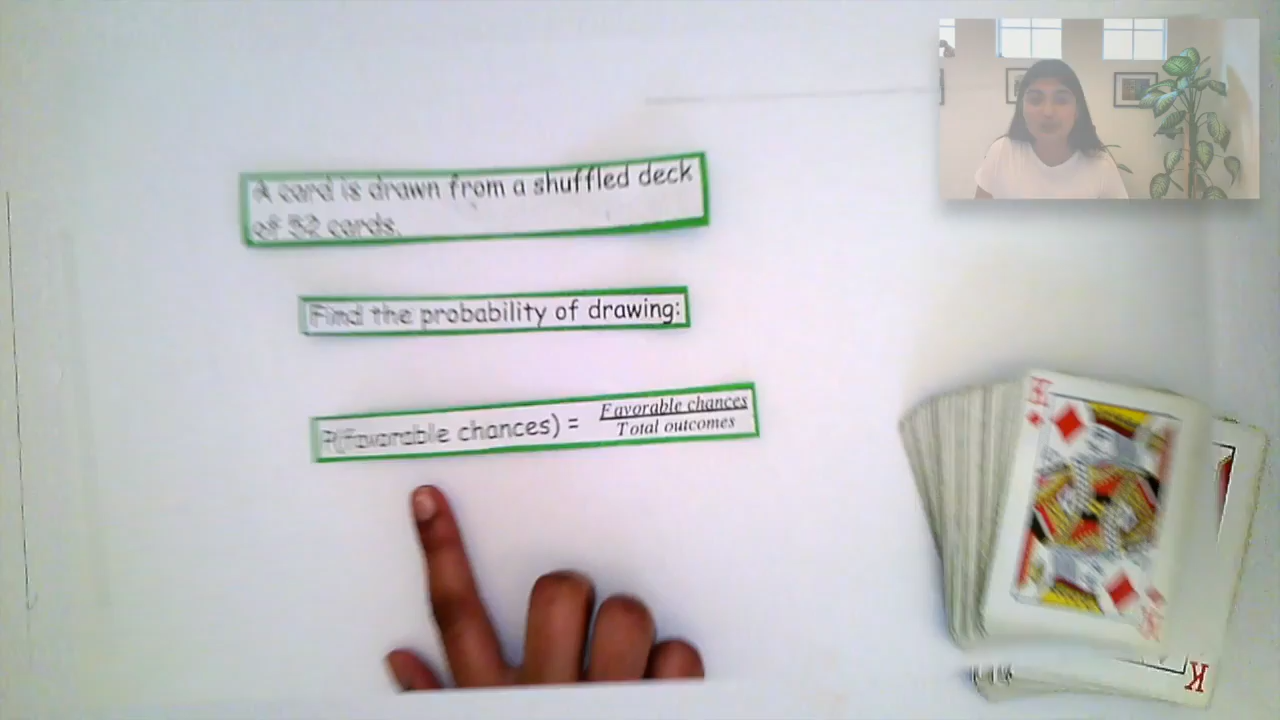 A card is drawn from a shuffled deck
of 52 cards.
Find the probability of drawing:
P(favorable chances) = Favorable chances
Total outcomes
K
K
K